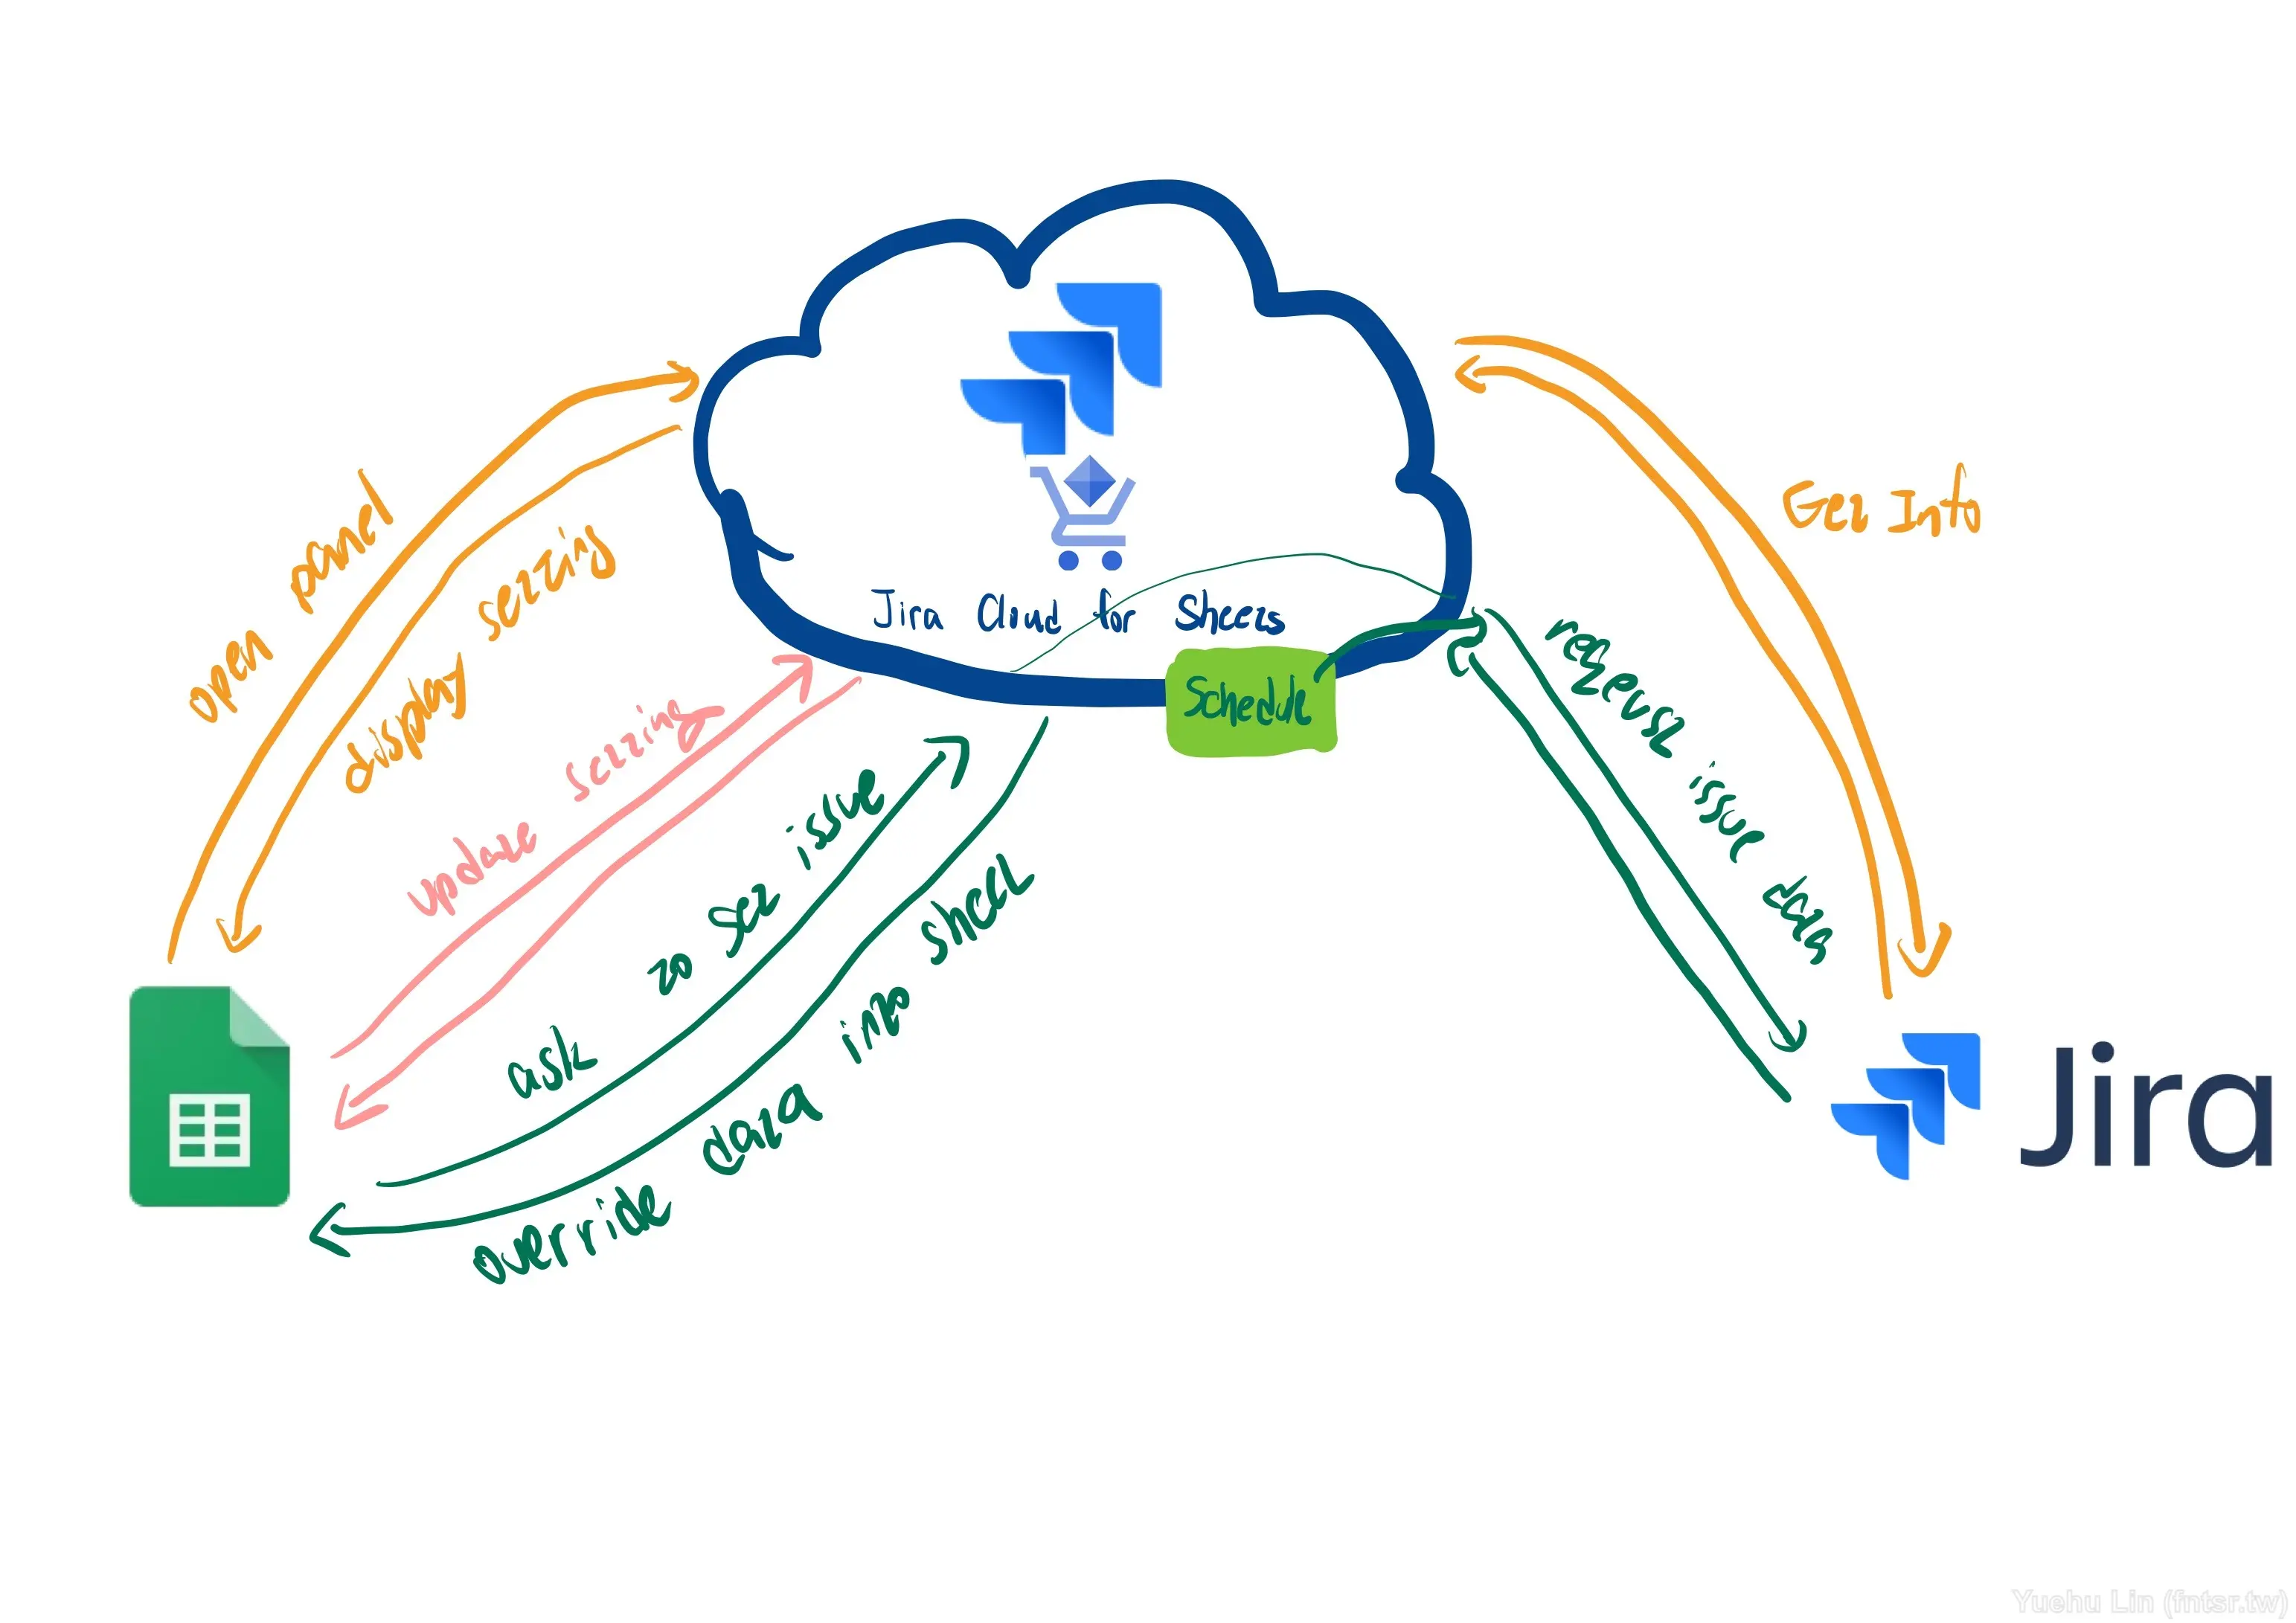 Jira Cloud for Sheets
Schedule
open panel
display setting
update setting
ask to get issue
override data into sheet
Get Info
request issue data
Jira
Yuehu Lin (fntsr.tw)